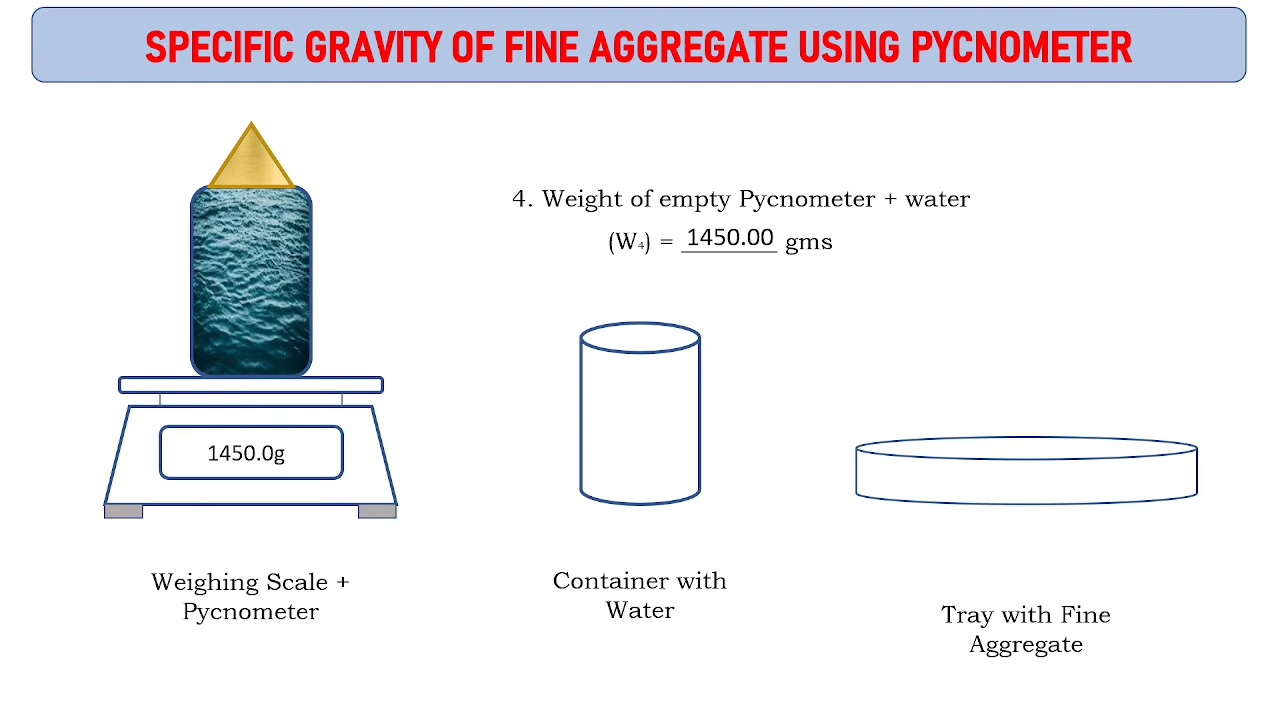 SPECIFIC GRAVITY OF FINE AGGREGATE USING PYCNOMETER
4. Weight of empty Pycnometer + water
(W₄) = 1450.00 gms
1450.0g
Weighing Scale +
Pycnometer
Container with
Water
Tray with Fine
Aggregate